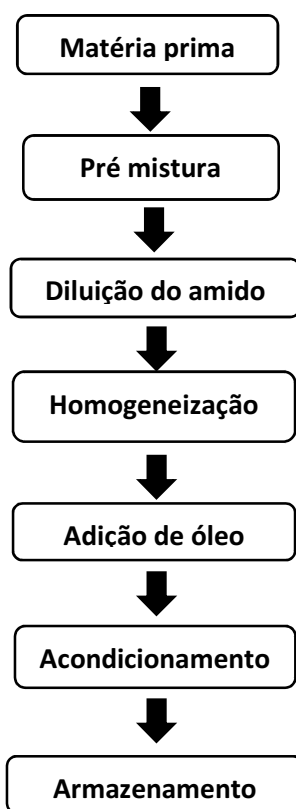 Matéria prima
Pré mistura
Diluição do amido
Homogeneização
Adição de óleo
Acondicionamento
Armazenamento